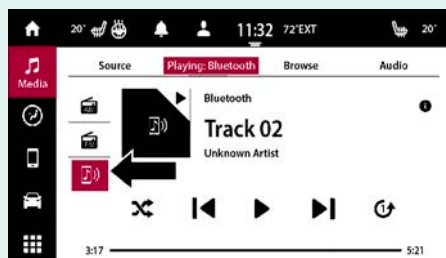 20° 11:32 72°EXT 20°
Media
Source Playing: Bluetooth Browse Audio
Bluetooth
Track 02
Unknown Artist
1
3:17 5:21